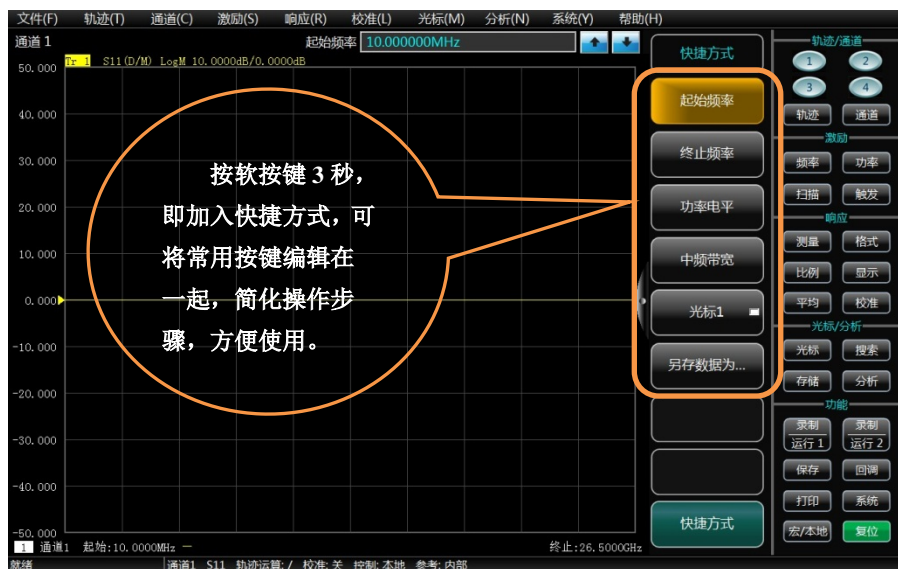 文件(F) 轨迹(T) 通道(C) 激励(S) 响应(R) 校准(L) 光标(M) 分析(N) 系统(Y) 帮助(H)
通道 1 起始频率 10.000000MHz
Tr 1 S11(D/M) LogM 10.0000dB/0.0000dB
50.000
40.000
30.000
20.000
10.000
0.000
-10.000
-20.000
-30.000
-40.000
-50.000
按软按键 3 秒，
即加入快捷方式，可
将常用按键编辑在
一起，简化操作步
骤，方便使用。
快捷方式
起始频率
终止频率
功率电平
中频带宽
光标1
另存数据为...
快捷方式
轨迹/通道
1 2
3 4
轨迹 通道
激励
频率 功率
扫描 触发
响应
测量 格式
比例 显示
平均 校准
光标/分析
光标 搜索
存储 分析
功能
录制 录制
运行 1 运行 2
保存 回调
打印 系统
宏/本地 复位
1 通道1 起始:10.0000MHz — 终止:26.5000GHz
就绪 通道1 S11 轨迹运算:/ 校准:关 控制:本地 参考:内部